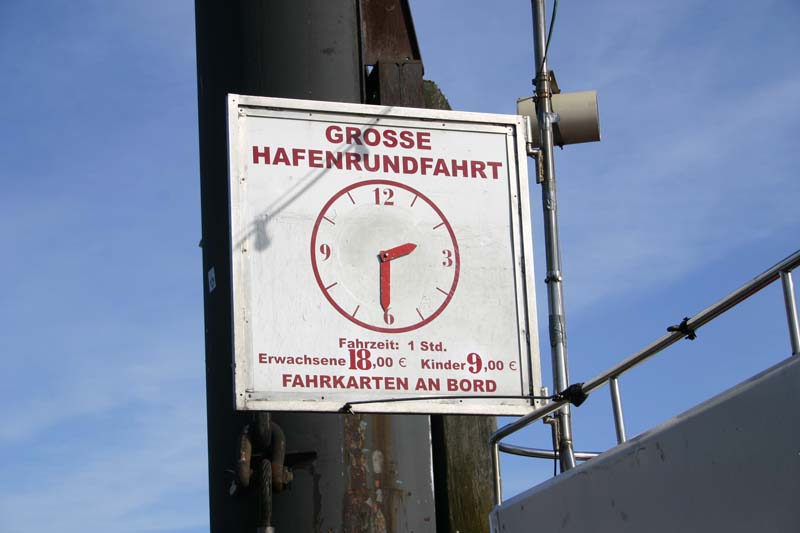 GROSSE
HAFENRUNDFAHRT
12
9
3
6
Fahrzeit: 1 Std.
Erwachsene 18,00 € Kinder 9,00 €
FAHRKARTEN AN BORD